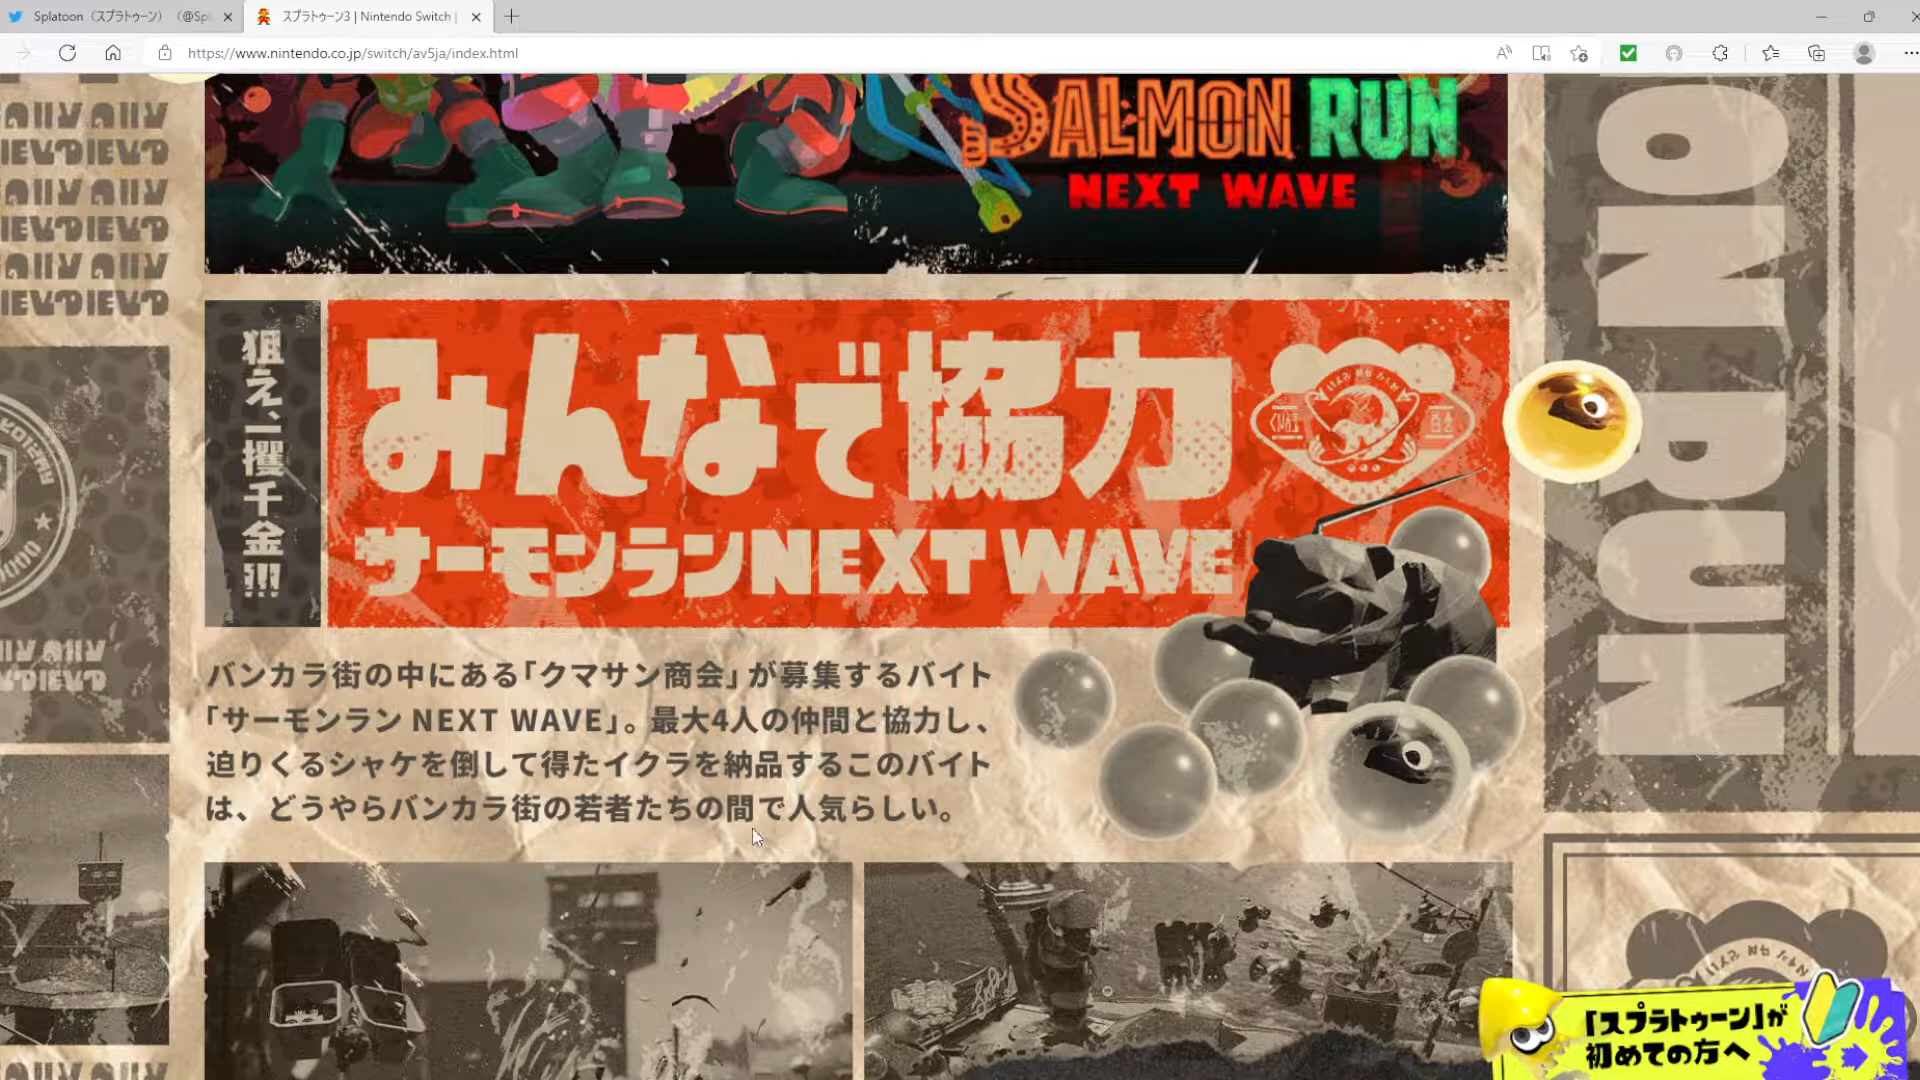 Splatoon（スプラトゥーン）（@Spl
スプラトゥーン3 | Nintendo Switch |
https://www.nintendo.co.jp/switch/av5ja/index.html
SALMON RUN
NEXT WAVE
狙え、一攫千金!!!
みんなで協力
サーモンランNEXT WAVE
バンカラ街の中にある「クマサン商会」が募集するバイト
「サーモンラン NEXT WAVE」。最大4人の仲間と協力し、
迫りくるシャケを倒して得たイクラを納品するこのバイト
は、どうやらバンカラ街の若者たちの間で人気らしい。
ON RUN
「スプラトゥーン」が
初めての方へ